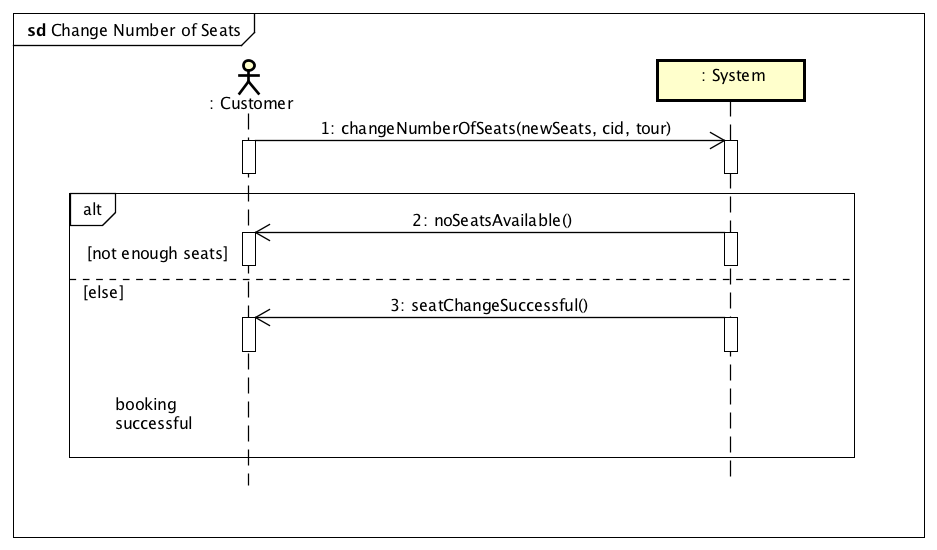 sd Change Number of Seats
: Customer
: System
1: changeNumberOfSeats(newSeats, cid, tour)
alt
2: noSeatsAvailable()
[not enough seats]
[else]
3: seatChangeSuccessful()
booking
successful